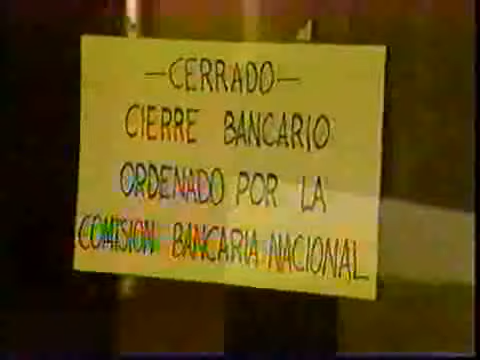 —CERRADO—
CIERRE BANCARIO
ORDENADO POR LA
COMISION BANCARIA NACIONAL